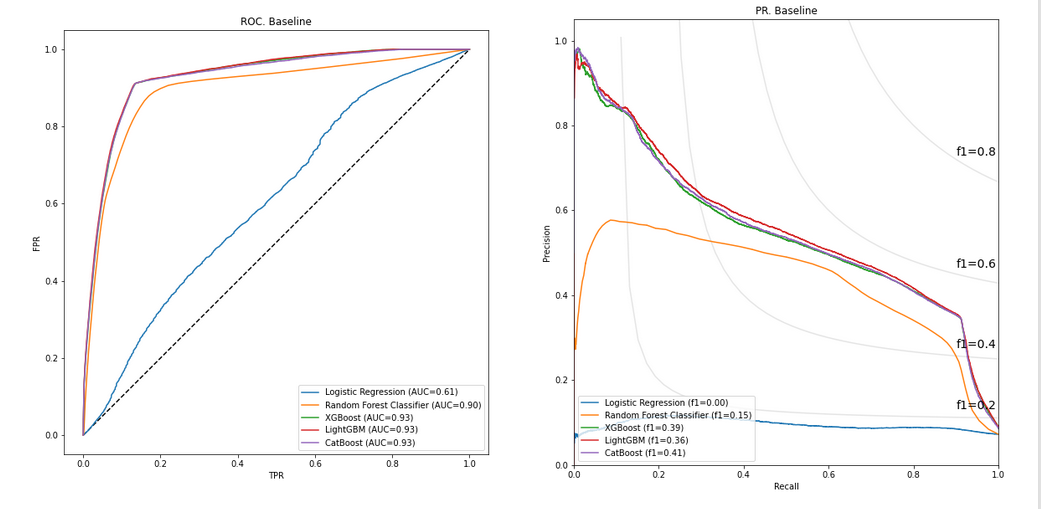 ROC. Baseline
FPR
1.0
0.8
0.6
0.4
0.2
0.0
Logistic Regression (AUC=0.61)
Random Forest Classifier (AUC=0.90)
XGBoost (AUC=0.93)
LightGBM (AUC=0.93)
CatBoost (AUC=0.93)
0.0 0.2 0.4 0.6 0.8 1.0
TPR
PR. Baseline
Precision
1.0
0.8
0.6
0.4
0.2
0.0
f1=0.8
f1=0.6
f1=0.4
f1=0.2
Logistic Regression (f1=0.00)
Random Forest Classifier (f1=0.15)
XGBoost (f1=0.39)
LightGBM (f1=0.36)
CatBoost (f1=0.41)
0.0 0.2 0.4 0.6 0.8 1.0
Recall